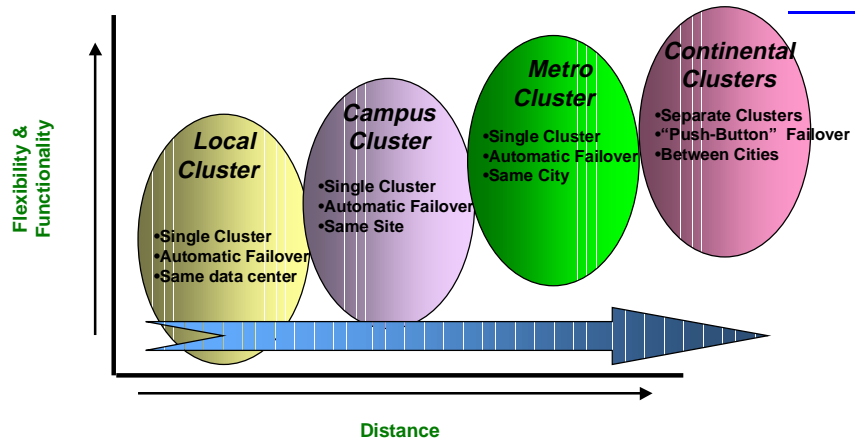 Flexibility &
Functionality
Local
Cluster
•Single Cluster
•Automatic Failover
•Same data center
Campus
Cluster
•Single Cluster
•Automatic Failover
•Same Site
Metro
Cluster
•Single Cluster
•Automatic Failover
•Same City
Continental
Clusters
•Separate Clusters
•“Push-Button” Failover
•Between Cities
Distance